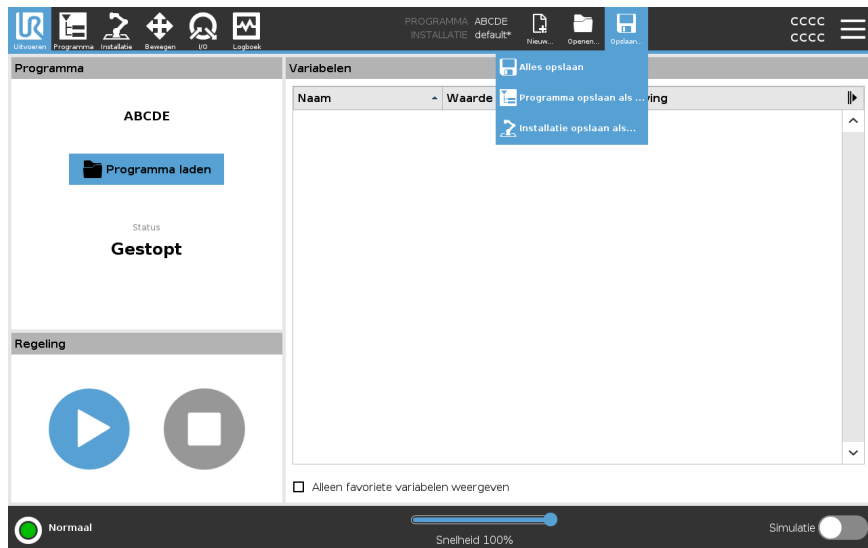 UR
Uitvoeren
Programma
Installatie
Bewegen
I/O
Logboek
PROGRAMMA ABCDE
INSTALLATIE default*
Nieuw...
Openen...
Opslaan...
CCCC
CCCC
Alles opslaan
Programma opslaan als ...
Installatie opslaan als...
Programma
ABCDE
Programma laden
Status
Gestopt
Regeling
Variabelen
Naam
Waarde
ving
Alleen favoriete variabelen weergeven
Normaal
Snelheid 100%
Simulatie